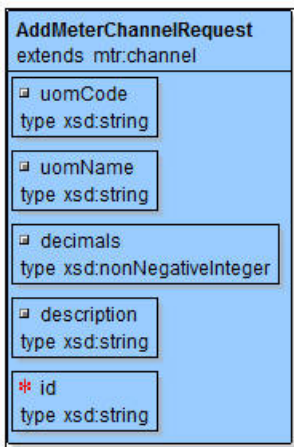 AddMeterChannelRequest
extends mtr:channel
uomCode
type xsd:string
uomName
type xsd:string
decimals
type xsd:nonNegativeInteger
description
type xsd:string
* id
type xsd:string